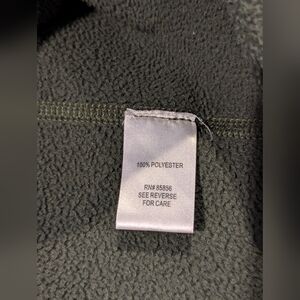 100% POLYESTER
RN# 85856
SEE REVERSE
FOR CARE